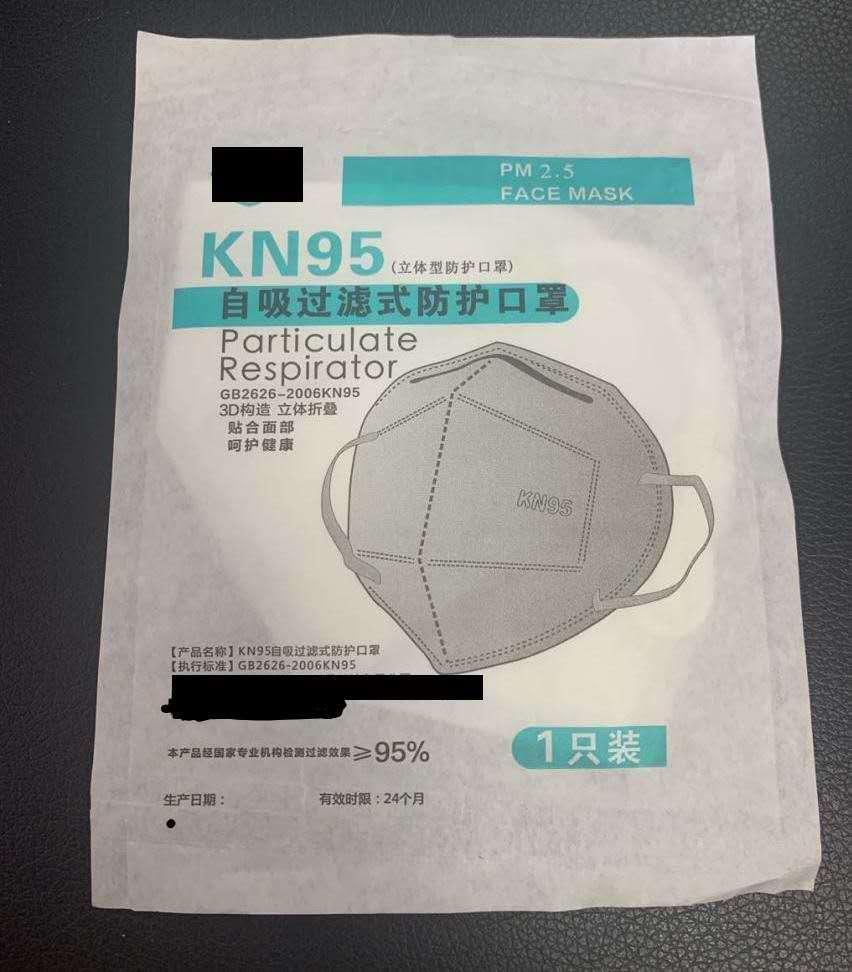 PM 2.5
FACE MASK
KN95 (立体型防护口罩)
自吸过滤式防护口罩
Particulate
Respirator
GB2626-2006KN95
3D构造 立体折叠
贴合面部
呵护健康
KN95
【产品名称】KN95自吸过滤式防护口罩
【执行标准】GB2626-2006KN95
本产品经国家专业机构检测过滤效果≥95%
1只装
生产日期： 有效时限：24个月